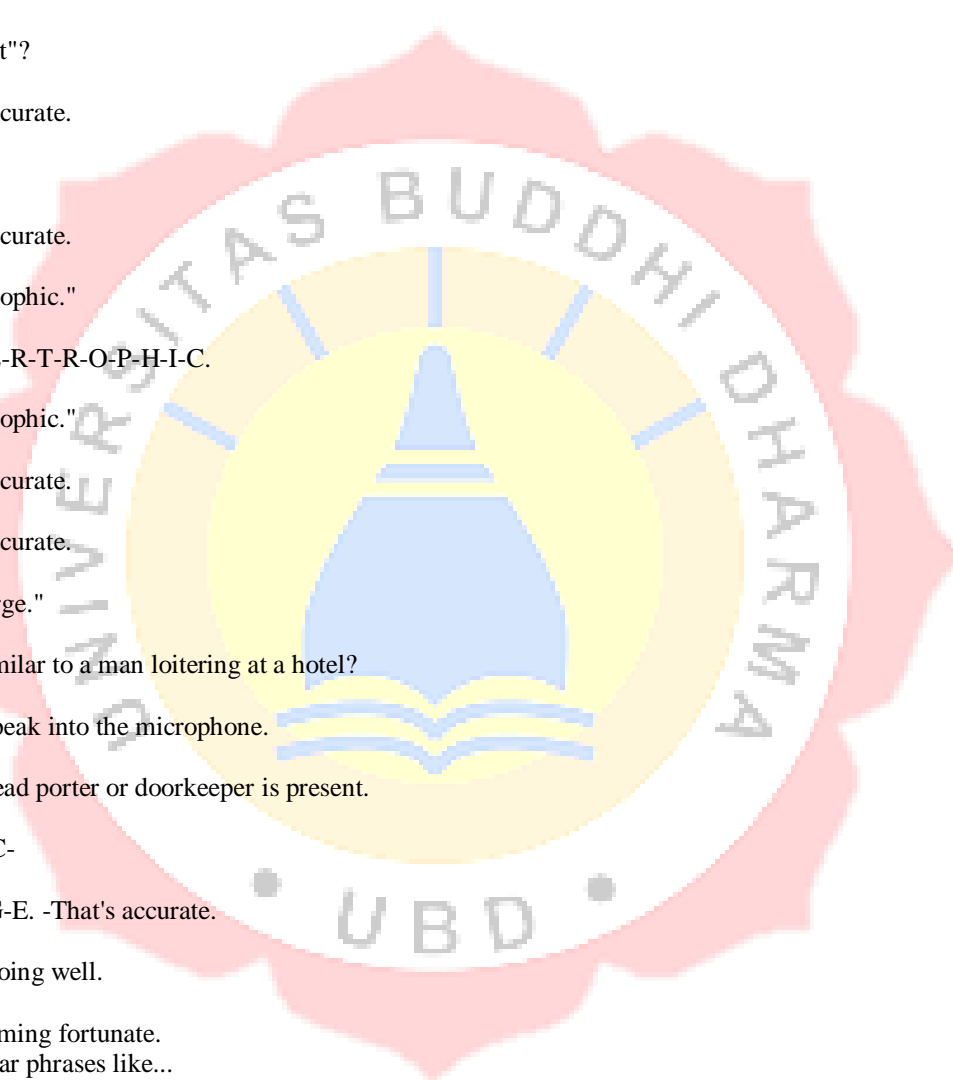 t"?
curate.
curate.
ophic."
-R-T-R-O-P-H-I-C.
ophic."
curate.
curate.
rge."
milar to a man loitering at a hotel?
peak into the microphone.
ead porter or doorkeeper is present.
C-
G-E. -That's accurate.
oing well.
ming fortunate.
ar phrases like...
UNIVERSITAS BUDDHI DHARMA
• UBD •